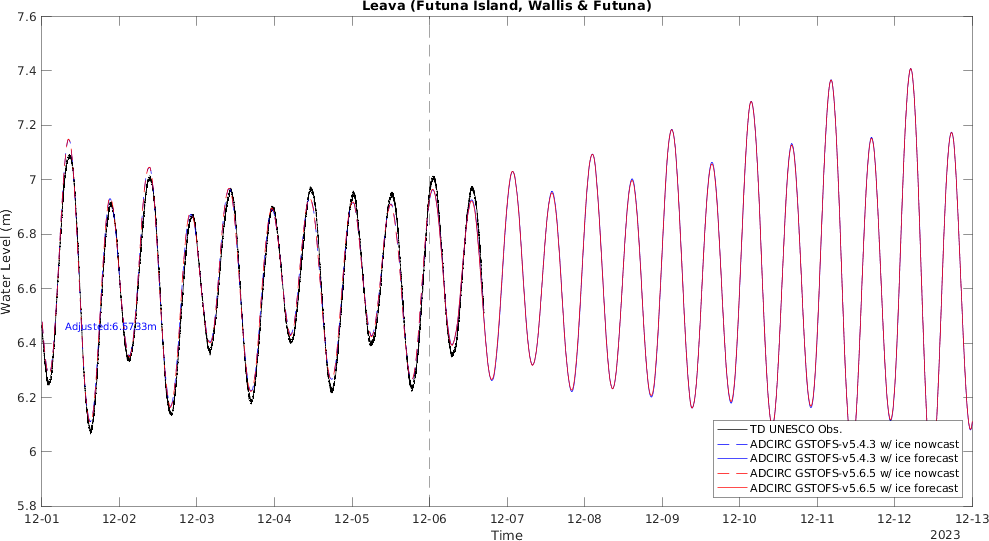 Leava (Futuna Island, Wallis & Futuna)
7.6
7.4
7.2
7
6.8
6.6
6.4
6.2
6
5.8
Water Level (m)
Adjusted:6.5733m
TD UNESCO Obs.
ADCIRC GSTOFS-v5.4.3 w/ ice nowcast
ADCIRC GSTOFS-v5.4.3 w/ ice forecast
ADCIRC GSTOFS-v5.6.5 w/ ice nowcast
ADCIRC GSTOFS-v5.6.5 w/ ice forecast
12-01 12-02 12-03 12-04 12-05 12-06 12-07 12-08 12-09 12-10 12-11 12-12 12-13
Time
2023